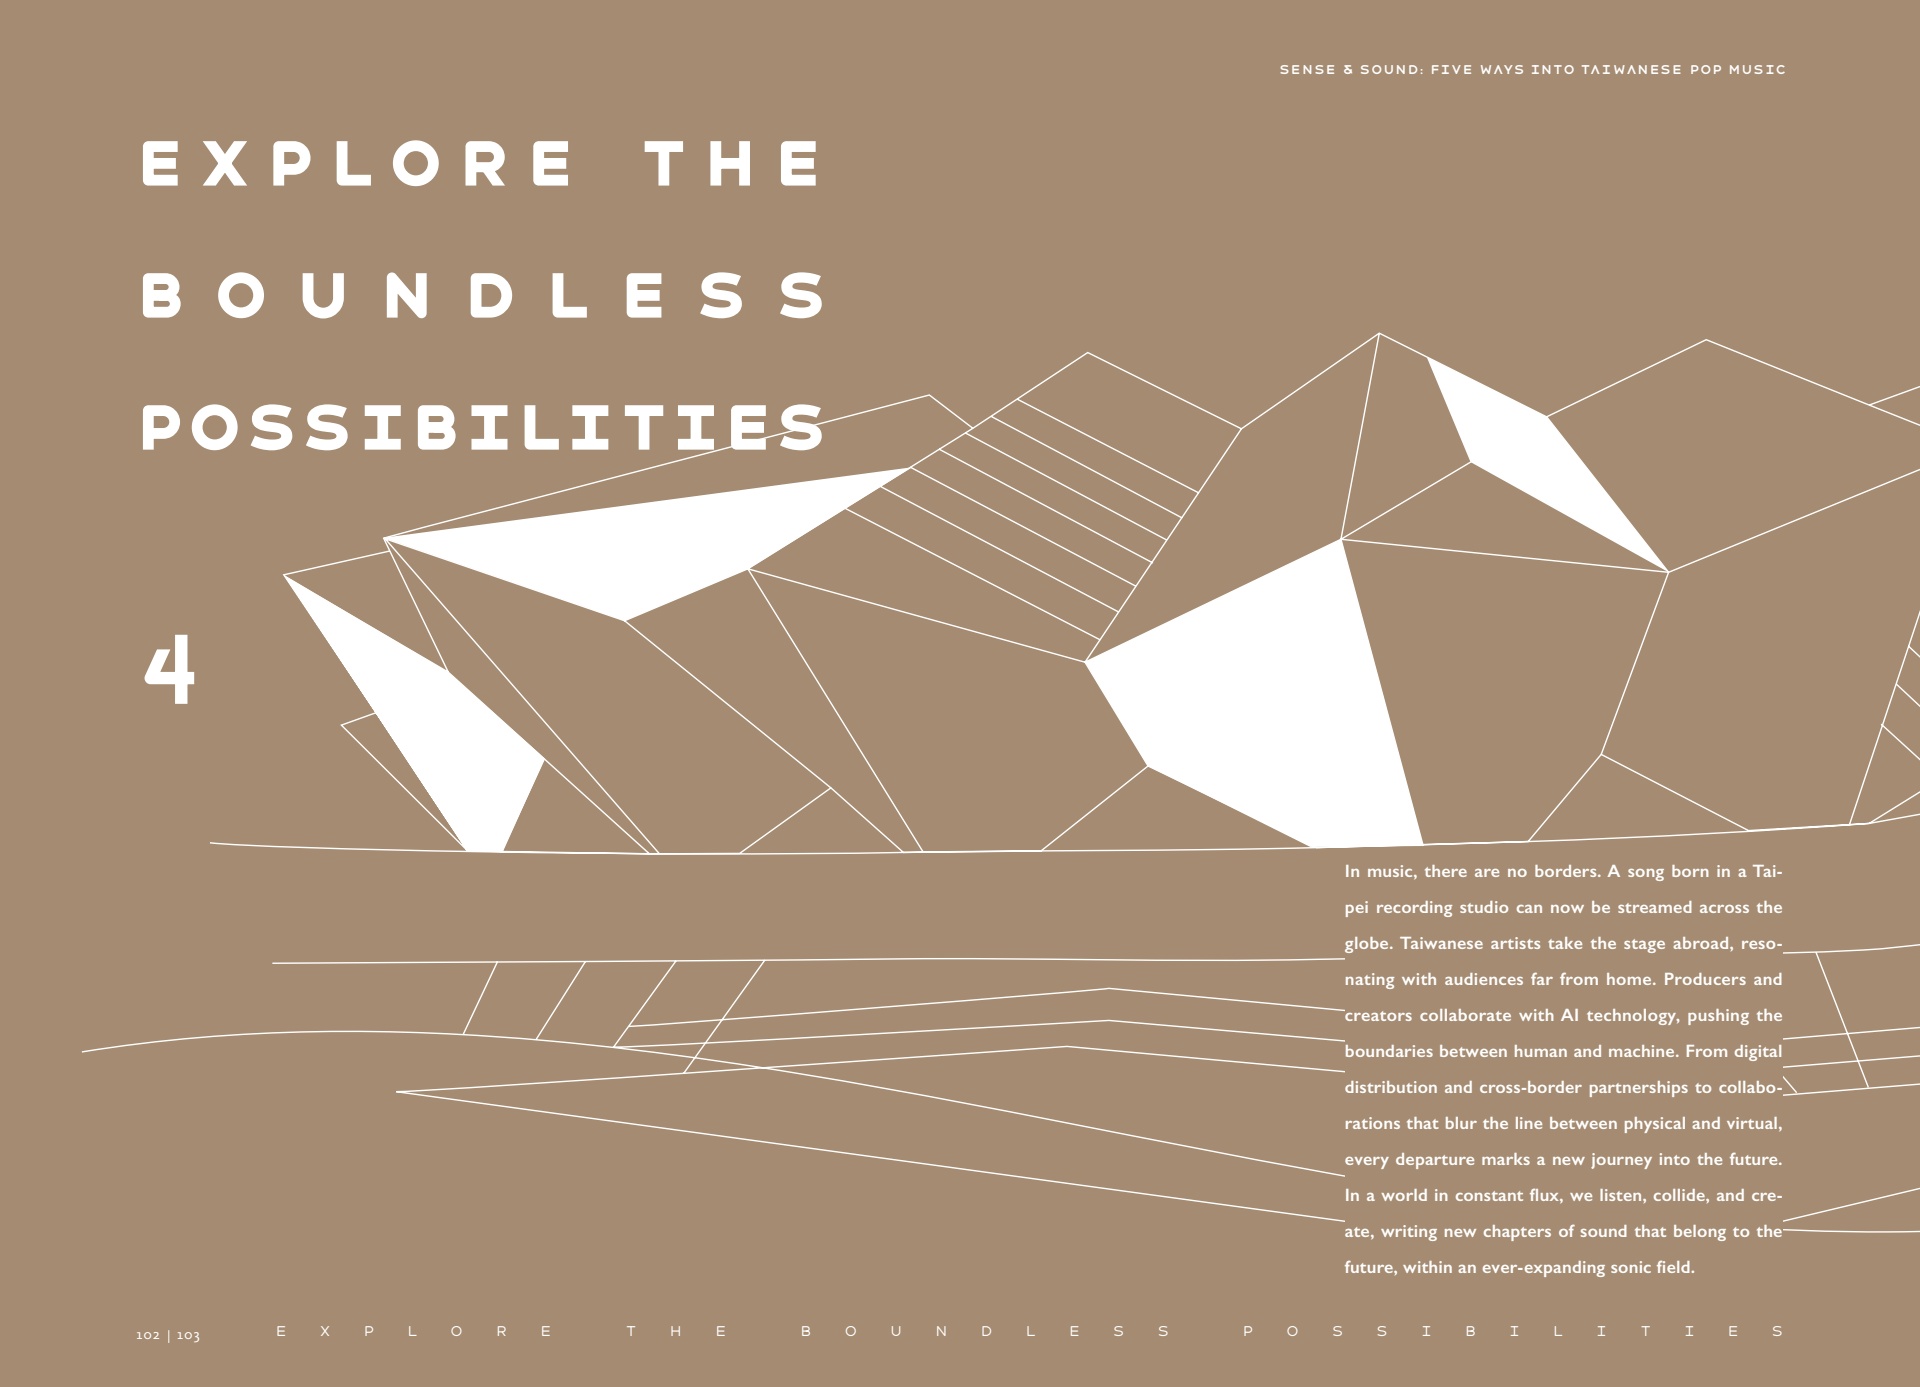 SENSE & SOUND: FIVE WAYS INTO TAIWANESE POP MUSIC
EXPLORE THE
BOUNDLESS
POSSIBILITIES
4
In music, there are no borders. A song born in a Tai-
pei recording studio can now be streamed across the
globe. Taiwanese artists take the stage abroad, reso-
nating with audiences far from home. Producers and
creators collaborate with AI technology, pushing the
boundaries between human and machine. From digital
distribution and cross-border partnerships to collabo-
rations that blur the line between physical and virtual,
every departure marks a new journey into the future.
In a world in constant flux, we listen, collide, and cre-
ate, writing new chapters of sound that belong to the
future, within an ever-expanding sonic field.
102 | 103
EXPLORE THE BOUNDLESS POSSIBILITIES